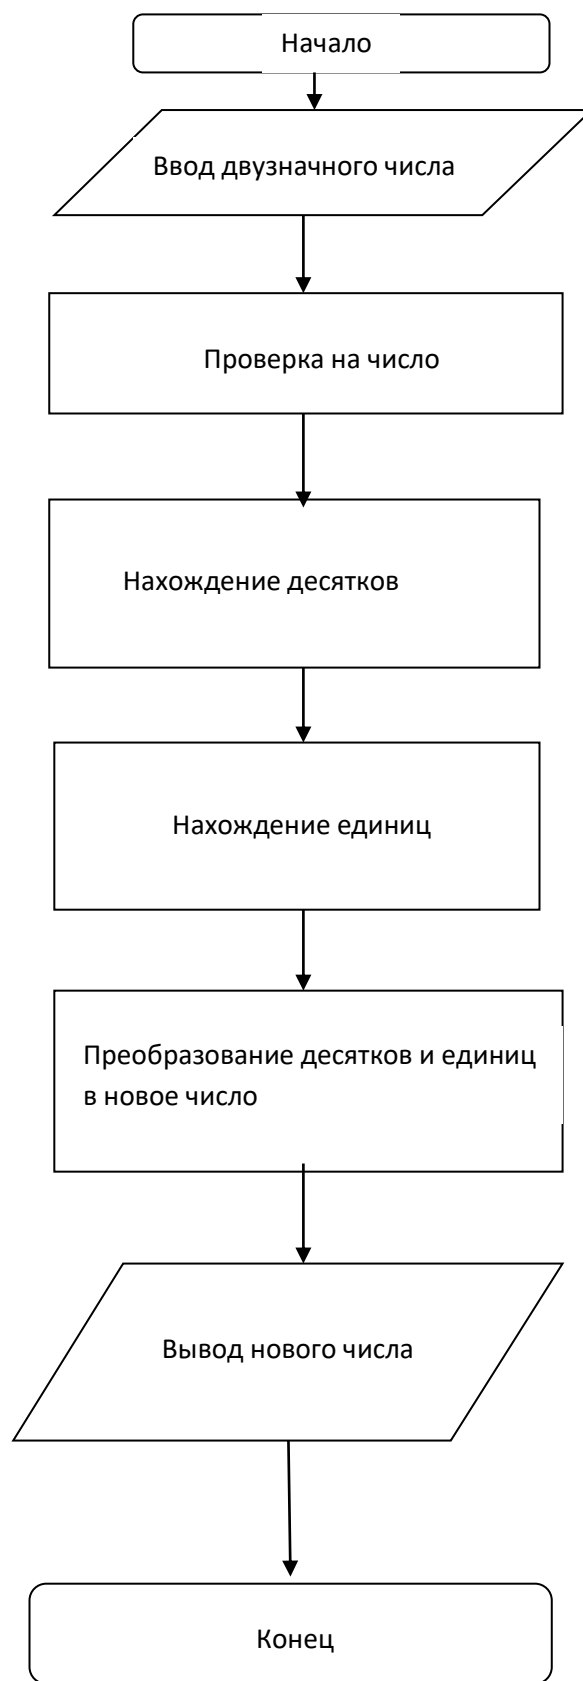 Начало
Ввод двузначного числа
Проверка на число
Нахождение десятков
Нахождение единиц
Преобразование десятков и единиц
в новое число
Вывод нового числа
Конец